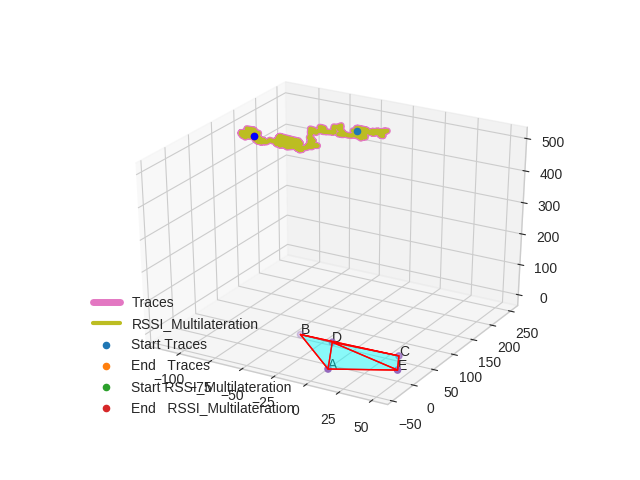 500
400
300
200
100
0
250
200
150
100
50
0
−50
−100
−75
−50
−25
0
25
50
B
D
C
A
E
Traces
RSSI_Multilateration
Start Traces
End Traces
Start RSSI_Multilateration
End RSSI_Multilateration